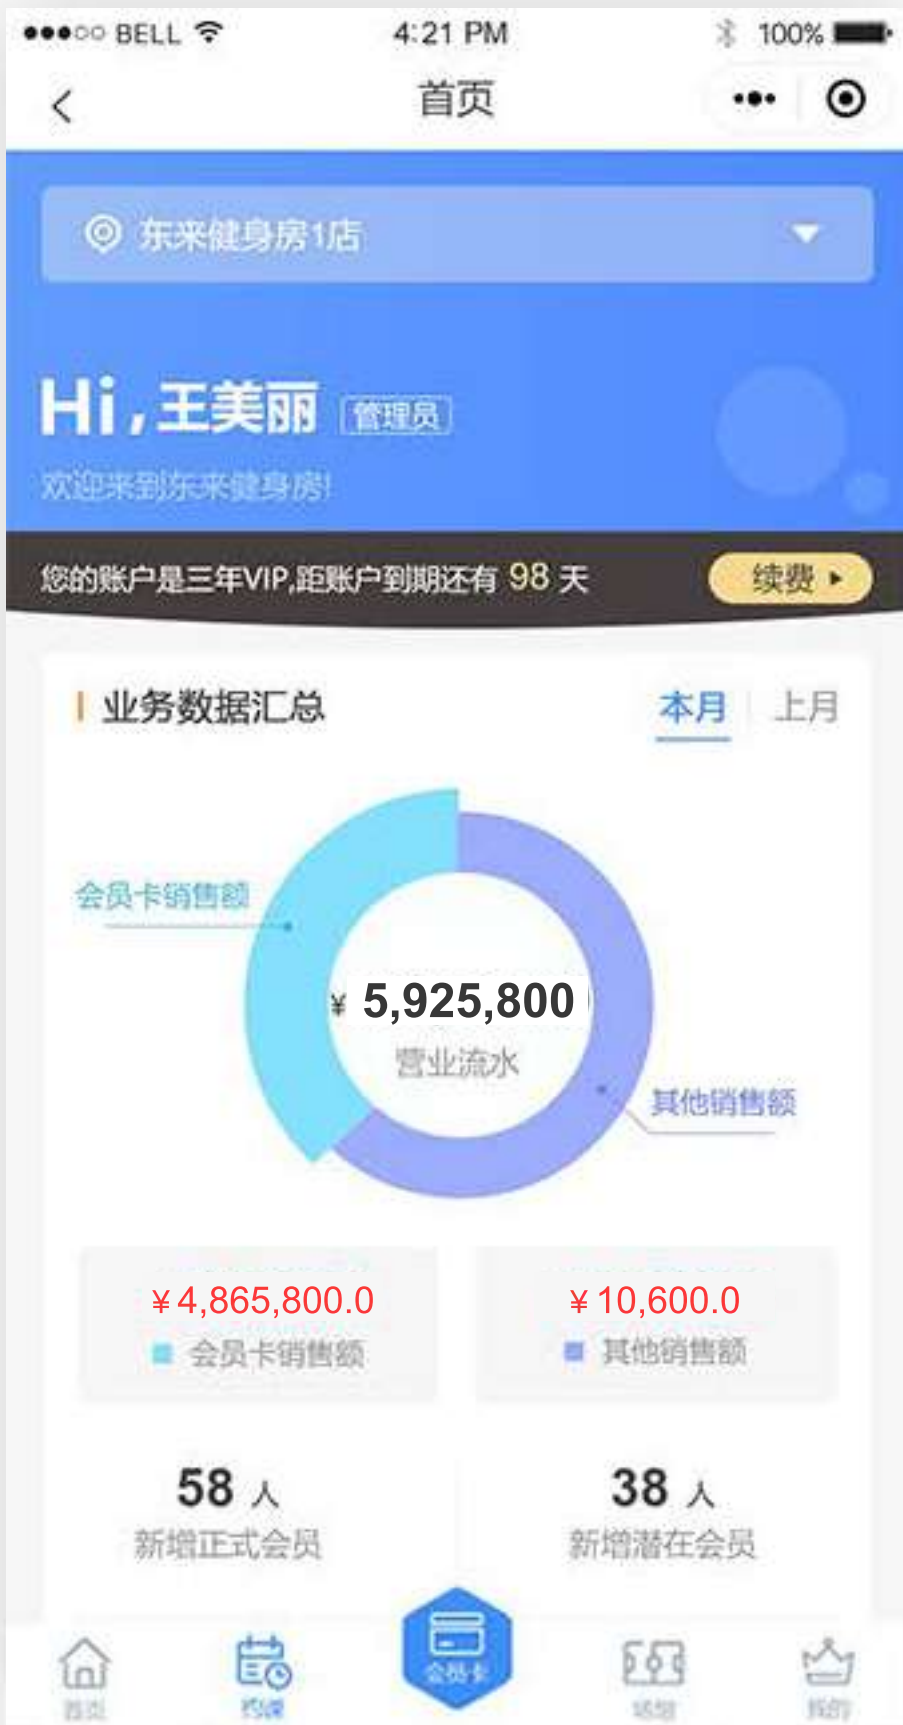 BELL 4:21 PM 100%
首页
东来健身房1店
Hi,王美丽 管理员
欢迎来到东来健身房!
您的账户是三年VIP,距账户到期还有 98 天 续费
业务数据汇总 本月 上月
会员卡销售额
¥ 5,925,800
营业流水
其他销售额
¥4,865,800.0 ¥10,600.0
会员卡销售额 其他销售额
58 人 38 人
新增正式会员 新增潜在会员
会员卡
首页 约课 场馆 我的